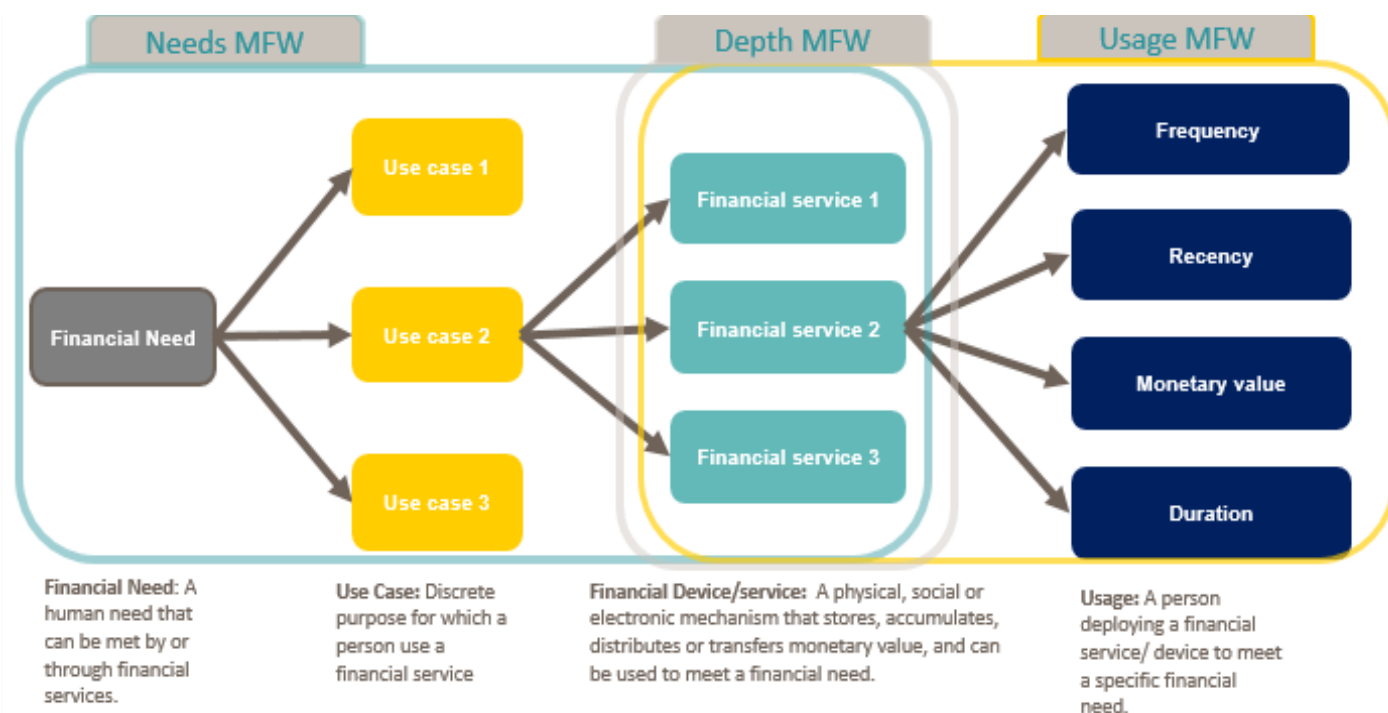 Needs MFW
Depth MFW
Usage MFW
Frequency
Use case 1
Financial service 1
Recency
Financial Need
Use case 2
Financial service 2
Monetary value
Financial service 3
Use case 3
Duration
Financial Need: A
human need that
can be met by or
through financial
services.
Use Case: Discrete
purpose for which a
person use a
financial service
Financial Device/service: A physical, social or
electronic mechanism that stores, accumulates,
distributes or transfers monetary value, and can
be used to meet a financial need.
Usage: A person
deploying a financial
service/ device to meet
a specific financial
need.